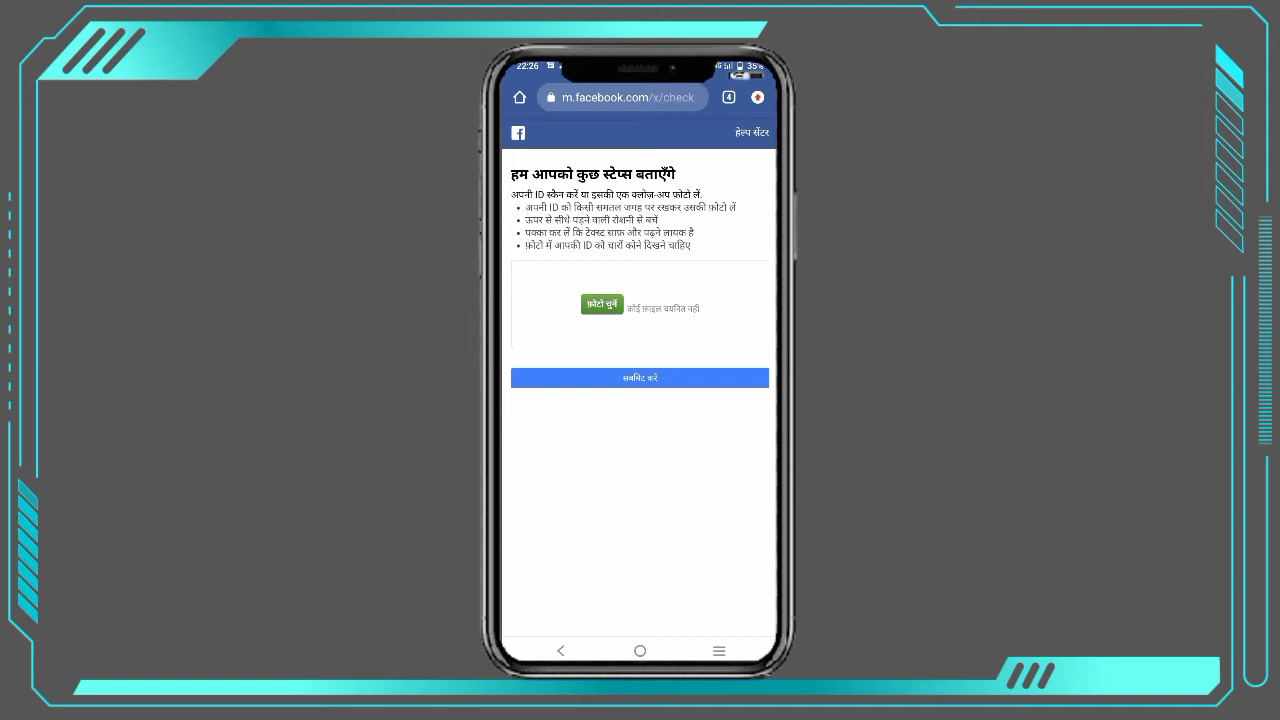 22:26
35%
m.facebook.com/x/check
4
हेल्प सेंटर
हम आपको कुछ स्टेप्स बताएँगे
अपनी ID स्कैन करें या इसकी एक क्लोज़-अप फ़ोटो लें.
• अपनी ID को किसी समतल जगह पर रखकर उसकी फ़ोटो लें
• ऊपर से सीधे पड़ने वाली रोशनी से बचें
• पक्का कर लें कि टेक्स्ट साफ़ और पढ़ने लायक है
• फ़ोटो में आपकी ID को चारों कोने दिखने चाहिए
फ़ोटो चुनें कोई फ़ाइल चयनित नहीं
सबमिट करें